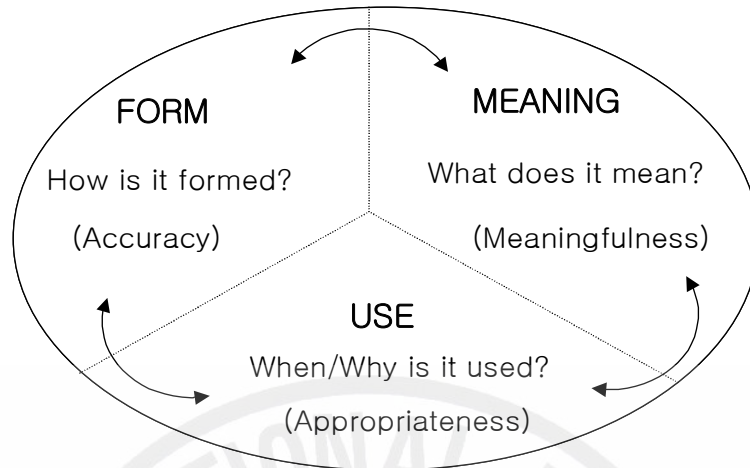 FORM
How is it formed?
(Accuracy)
MEANING
What does it mean?
(Meaningfulness)
USE
When/Why is it used?
(Appropriateness)